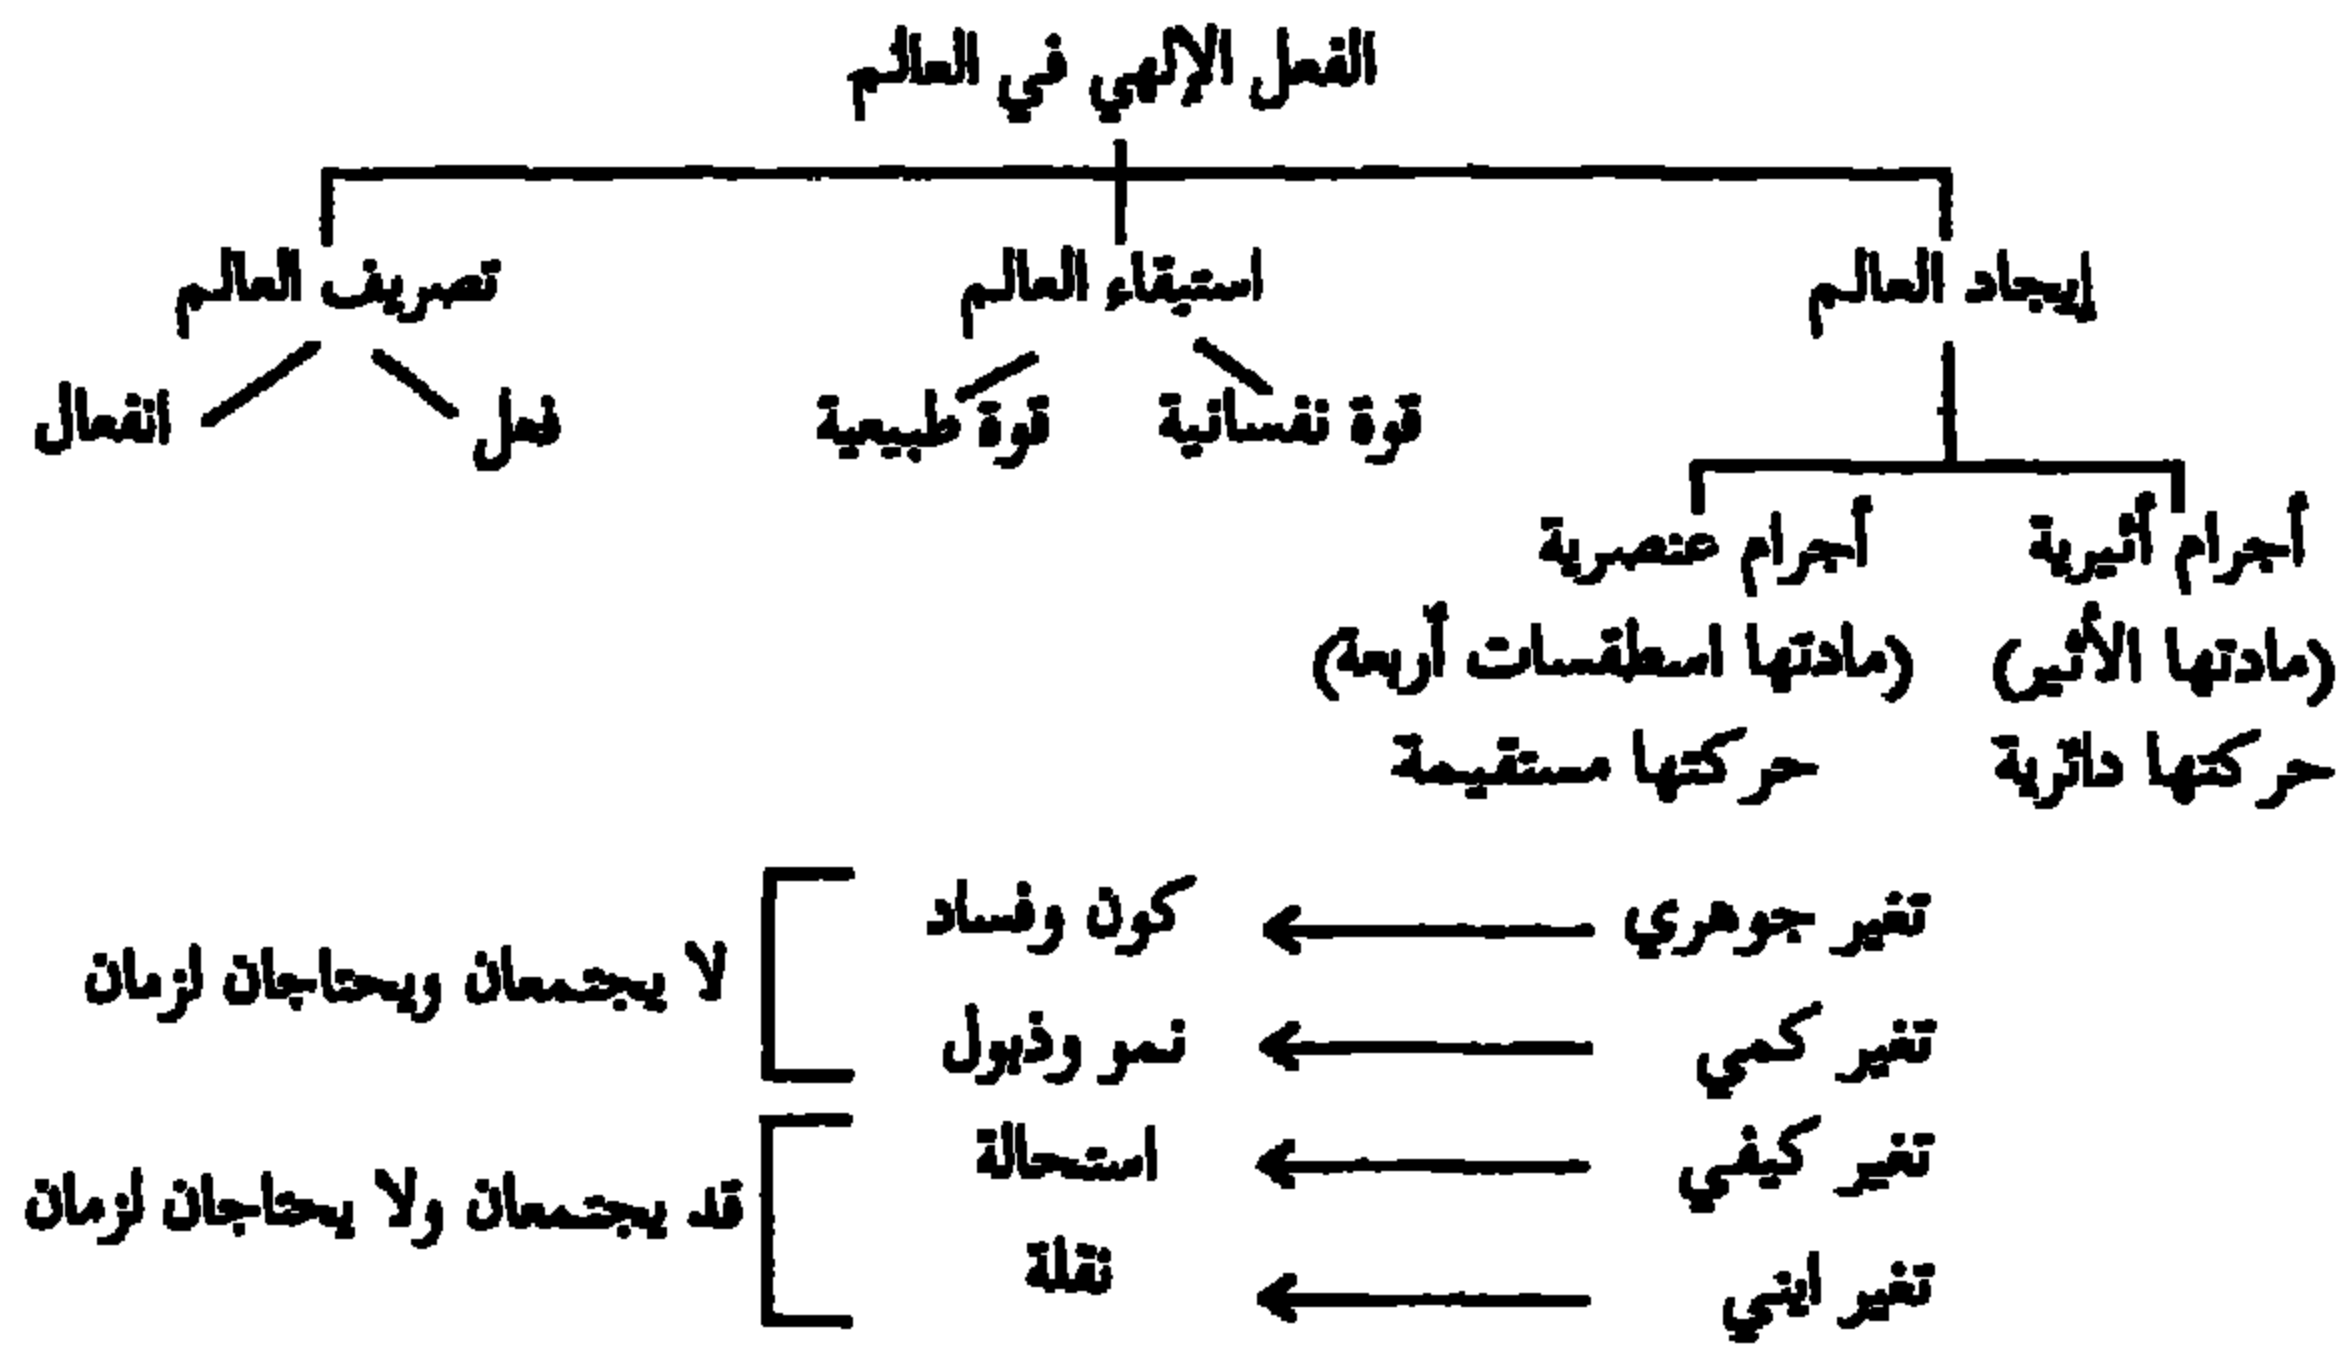 الفعل الإلهي في العالم
إيجاد العالم
استبقاء العالم
تصريف العالم
قوة نفسانية
قوة طبيعية
فعل
انفعال
أجرام أثيرية
أجرام عنصرية
(مادتها الأثير)
(مادتها اسطقسات أربعة)
حركتها دائرية
حركتها مستقيمة
تغير جوهري
كون وفساد
لا يجتمعان ويحتاجان لزمان
تغير كمي
نمو وذبول
تغير كيفي
استحالة
قد يجتمعان ولا يحتاجان لزمان
تغير ايني
نقلة